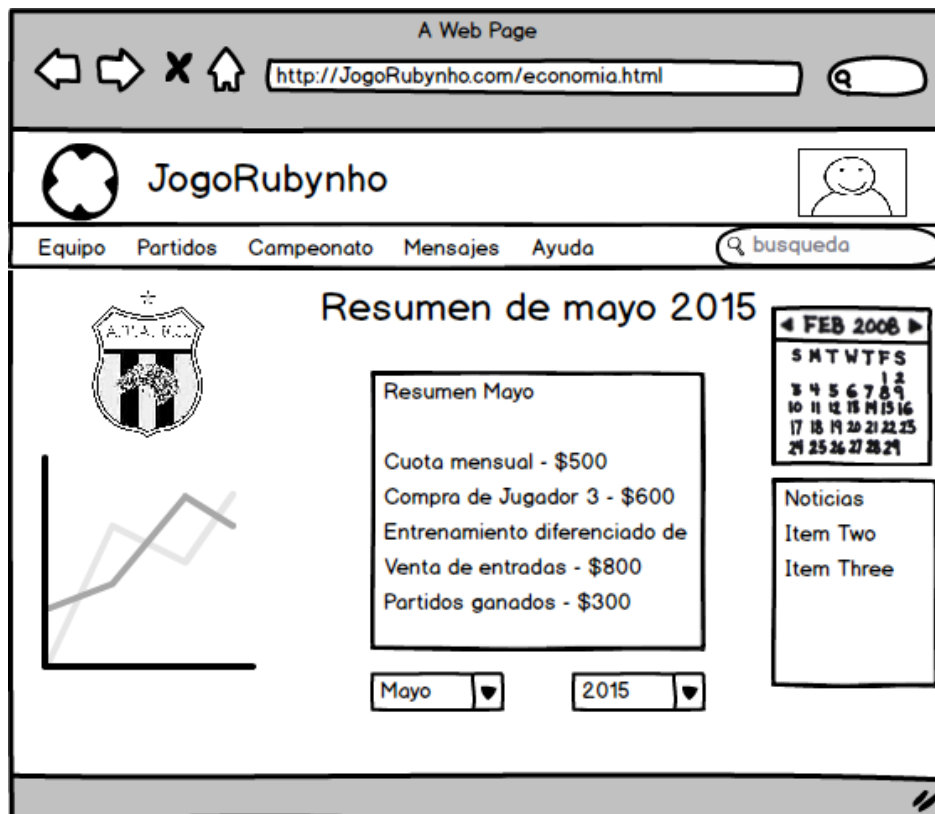 A Web Page
http://JogoRubynho.com/economia.html
JogoRubynho
Equipo Partidos Campeonato Mensajes Ayuda busqueda
Resumen de mayo 2015
FEB 2008
S M T W T F S
1 2
3 4 5 6 7 8 9
10 11 12 13 14 15 16
17 18 19 20 21 22 23
24 25 26 27 28 29
Resumen Mayo
Cuota mensual - $500
Compra de Jugador 3 - $600
Entrenamiento diferenciado de
Venta de entradas - $800
Partidos ganados - $300
Noticias
Item Two
Item Three
Mayo 2015